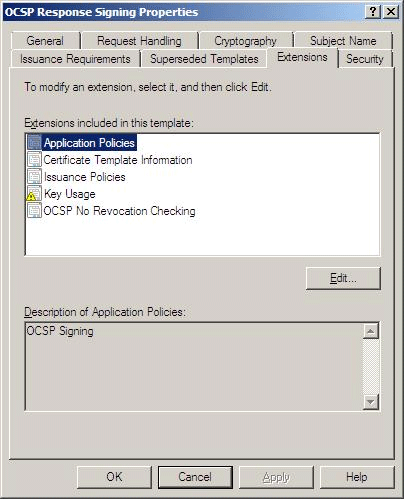 OCSP Response Signing Properties
General
Request Handling
Cryptography
Subject Name
Issuance Requirements
Superseded Templates
Extensions
Security
To modify an extension, select it, and then click Edit.
Extensions included in this template:
Application Policies
Certificate Template Information
Issuance Policies
Key Usage
OCSP No Revocation Checking
Edit...
Description of Application Policies:
OCSP Signing
OK
Cancel
Apply
Help